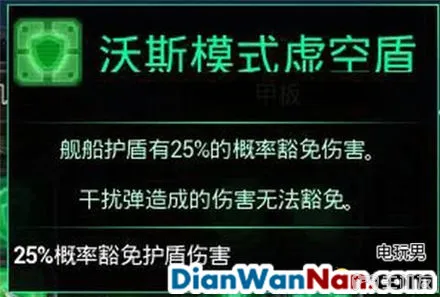 沃斯模式虚空盾
甲板
舰船护盾有25%的概率豁免伤害。
干扰弹造成的伤害无法豁免。
25%概率豁免护盾伤害
电玩男
DianWanNan.com